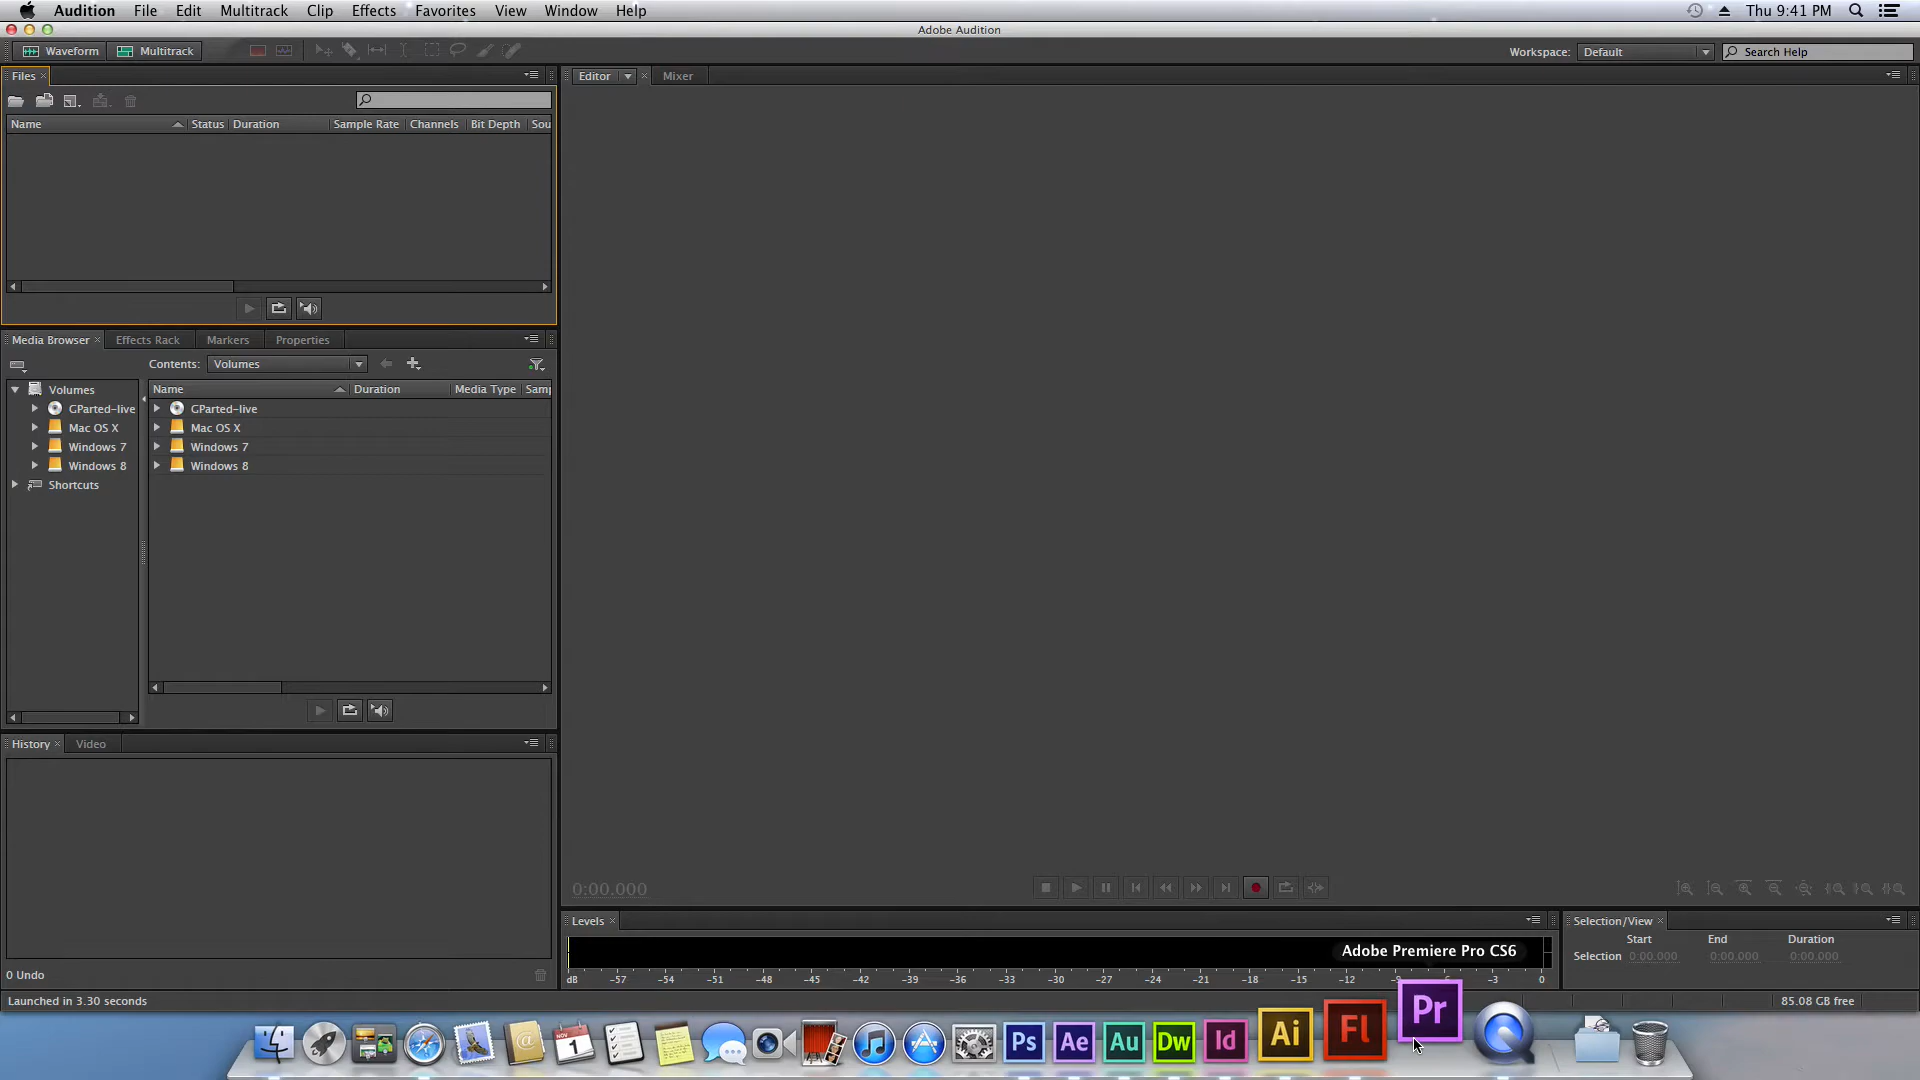 Audition File Edit Multitrack Clip Effects Favorites View Window Help Thu 9:41 PM
Adobe Audition
Waveform Multitrack Workspace: Default Search Help
Files Editor Mixer
Name Status Duration Sample Rate Channels Bit Depth Sou
Media Browser Effects Rack Markers Properties
Contents: Volumes
Volumes Name Duration Media Type Samp
GParted-live GParted-live
Mac OS X Mac OS X
Windows 7 Windows 7
Windows 8 Windows 8
Shortcuts
History Video
0:00.000
Levels Selection/View
Start End Duration
Adobe Premiere Pro CS6
Selection 0:00.000 0:00.000 0:00.000
0 Undo
dB -57 -54 -51 -48 -45 -42 -39 -36 -33 -30 -27 -24 -21 -18 -15 -12 -9 -6 -3 0
Launched in 3.30 seconds 85.08 GB free
NOV
1
Ps Ae Au Dw Id Ai Fl Pr